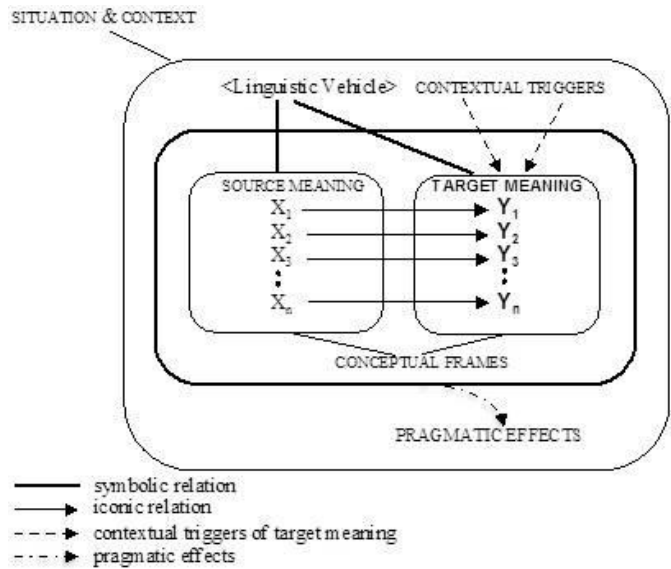 SITUATION & CONTEXT
<Linguistic Vehicle> CONTEXTUAL TRIGGERS
SOURCE MEANING TARGET MEANING
X1 Y1
X2 Y2
X3 Y3
Xn Yn
CONCEPTUAL FRAMES
PRAGMATIC EFFECTS
symbolic relation
iconic relation
contextual triggers of target meaning
pragmatic effects